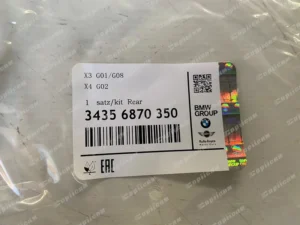 X3 G01/G08
X4 G02
1 satz/kit Rear
3435 6870 350
BMW
GROUP
EAC